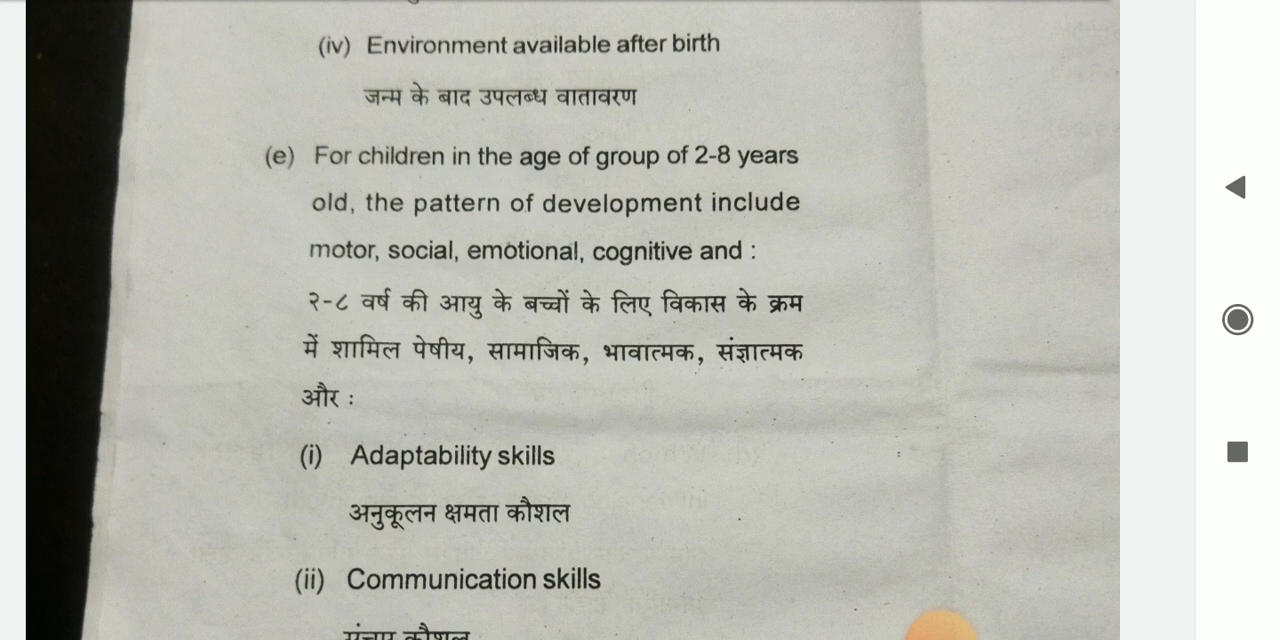 (iv) Environment available after birth
जन्म के बाद उपलब्ध वातावरण
(e) For children in the age of group of 2-8 years
old, the pattern of development include
motor, social, emotional, cognitive and :
२-८ वर्ष की आयु के बच्चों के लिए विकास के क्रम
में शामिल पेषीय, सामाजिक, भावात्मक, संज्ञात्मक
और :
(i) Adaptability skills
अनुकूलन क्षमता कौशल
(ii) Communication skills
संचार कौशल